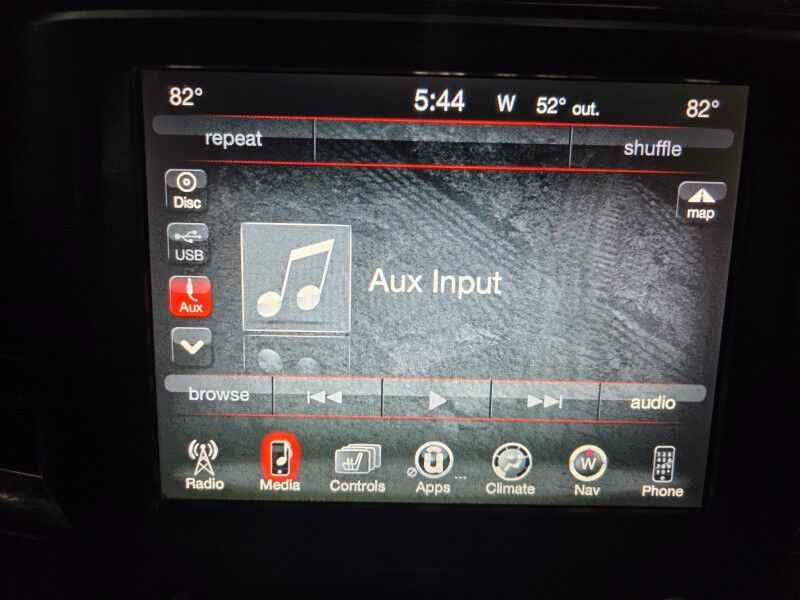 82° 5:44 W 52° out. 82°
repeat shuffle
Disc
map
USB
Aux Input
Aux
browse audio
Radio Media Controls Apps Climate Nav Phone
W